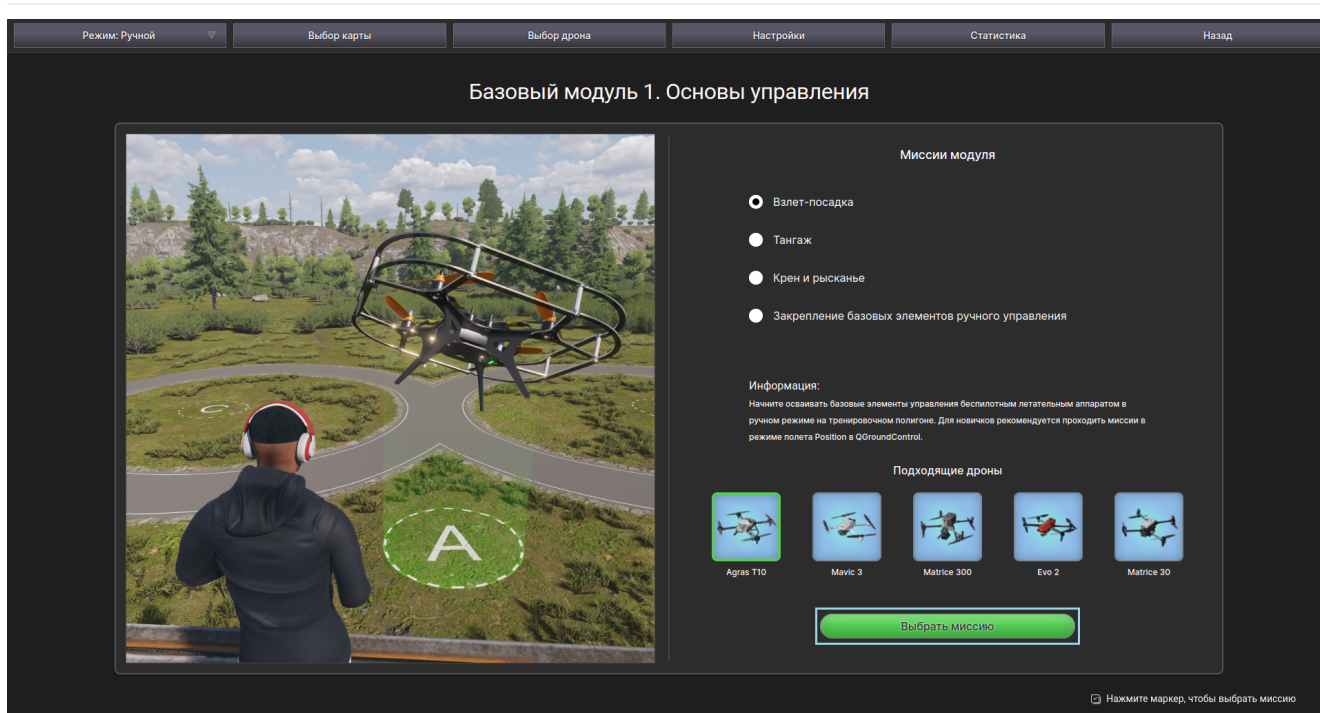 Режим: Ручной
Выбор карты
Выбор дрона
Настройки
Статистика
Назад
Базовый модуль 1. Основы управления
C
A
Миссии модуля
Взлет-посадка
Тангаж
Крен и рысканье
Закрепление базовых элементов ручного управления
Информация:
Начните осваивать базовые элементы управления беспилотным летательным аппаратом в
ручном режиме на тренировочном полигоне. Для новичков рекомендуется проходить миссии в
режиме полета Position в QGroundControl.
Подходящие дроны
Agras T10
Mavic 3
Matrice 300
Evo 2
Matrice 30
Выбрать миссию
Нажмите маркер, чтобы выбрать миссию